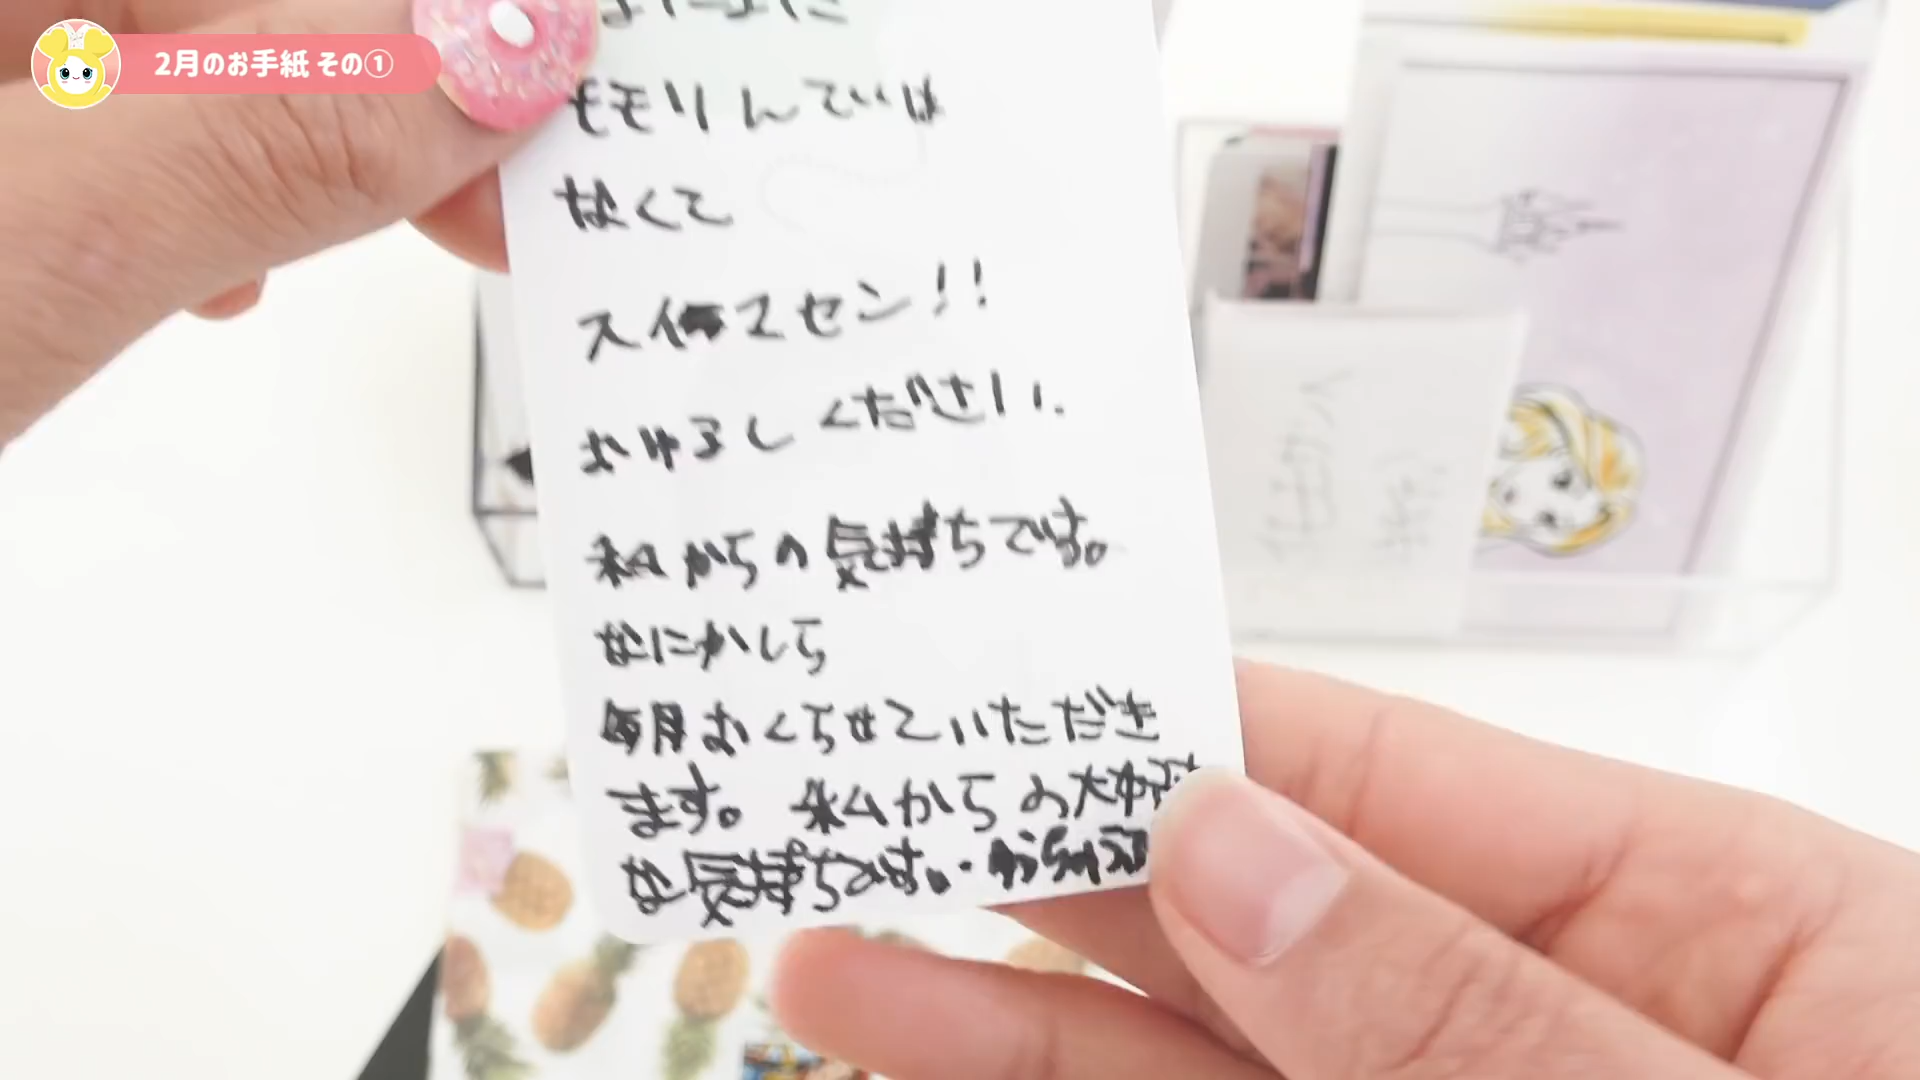 2月のお手紙 その①
モモリんでいは
なくて
スイマセン!!
おゆるしください.
私からの気持ちです。
なにかしら
毎月おくらせていただき
ます。私からの大切
な気持ちです。